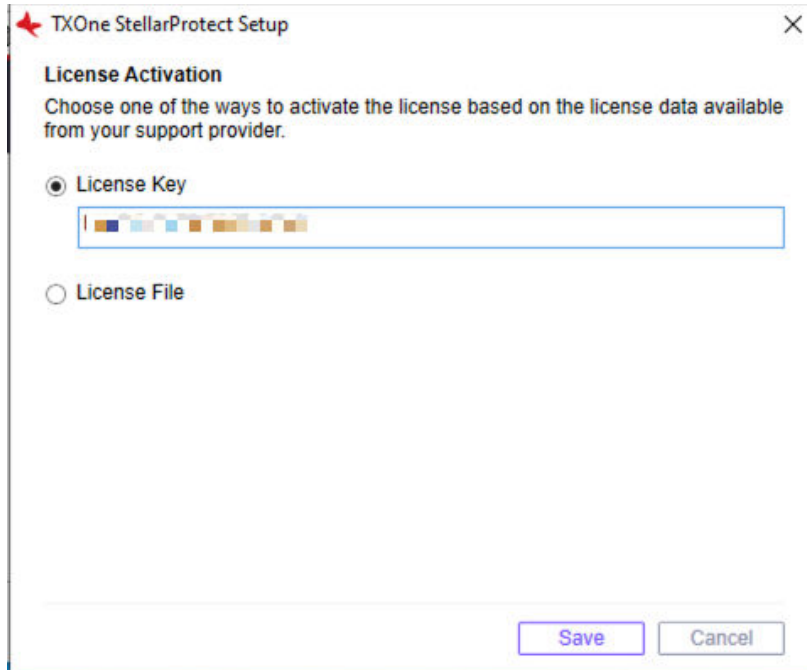 TXOne StellarProtect Setup
License Activation
Choose one of the ways to activate the license based on the license data available
from your support provider.
License Key
License File
Save
Cancel